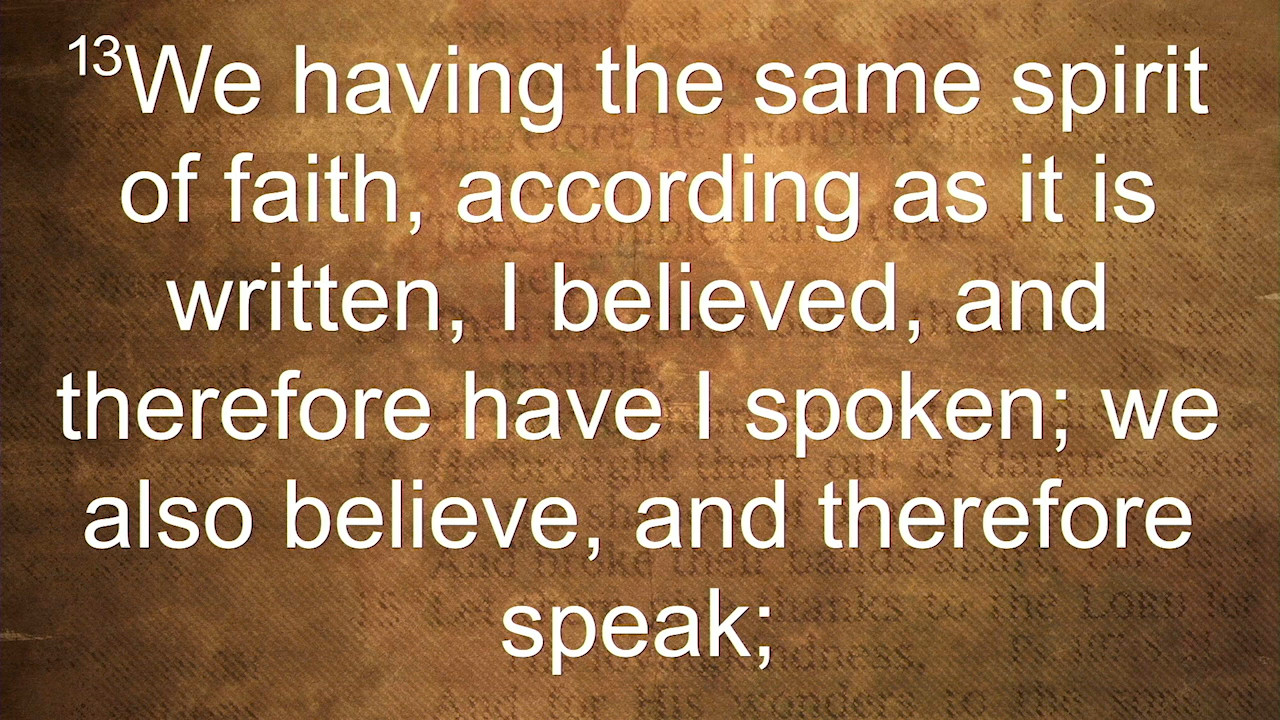 13We having the same spirit
of faith, according as it is
written, I believed, and
therefore have I spoken; we
also believe, and therefore
speak;